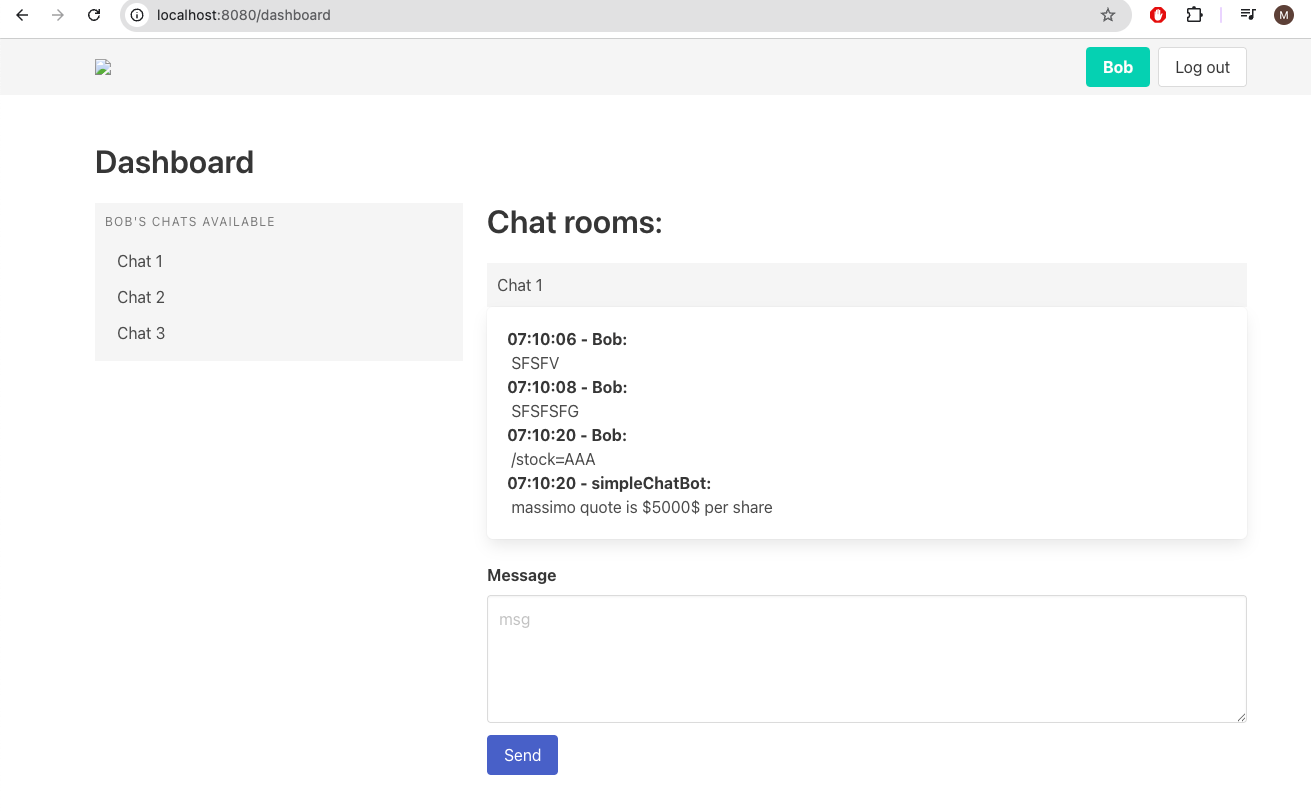 localhost:8080/dashboard
M
Bob
Log out
Dashboard
BOB'S CHATS AVAILABLE
Chat 1
Chat 2
Chat 3
Chat rooms:
Chat 1
07:10:06 - Bob:
SFSFV
07:10:08 - Bob:
SFSFSFG
07:10:20 - Bob:
/stock=AAA
07:10:20 - simpleChatBot:
massimo quote is $5000$ per share
Message
msg
Send